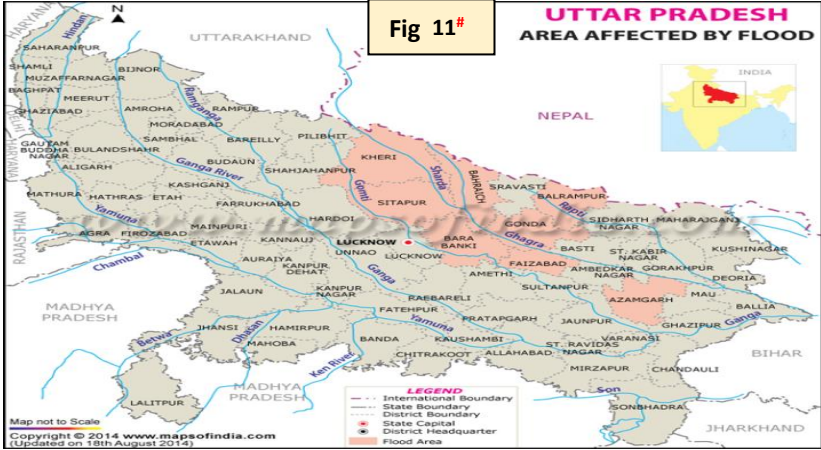 Fig 11#
UTTAR PRADESH
AREA AFFECTED BY FLOOD
HARYANA
Hindan
N
UTTARAKHAND
INDIA
SAHARANPUR
SHAMLI
MUZAFFARNAGAR
BIJNOR
BAGHPAT
MEERUT
GHAZIABAD
AMROHA
Ramganga
RAMPUR
NEPAL
MORADABAD
DELHI
HARYANA
GAUTAM
BUDDHA
NAGAR
BULANDSHAHR
SAMBHAL
BAREILLY
PILIBHIT
KHERI
Sharda
BAHRAICH
SRAVASTI
ALIGARH
Ganga River
BUDAUN
SHAHJAHANPUR
BALRAMPUR
KASHGANJ
Gomti
SITAPUR
Rapti
MATHURA
HATHRAS
ETAH
FARRUKHABAD
www.mapsofindia.com
SIDHARTH
NAGAR
MAHARAJGANJ
Yamuna
HARDOI
GONDA
RAJASTHAN
AGRA
FIROZABAD
MAINPURI
KANNAUJ
LUCKNOW
BARA
BANKI
Ghagra
BASTI
ST. KABIR
NAGAR
KUSHINAGAR
ETAWAH
UNNAO
LUCKNOW
FAIZABAD
GORAKHPUR
Chambal
AURAIYA
KANPUR
DEHAT
Ganga
AMETHI
AMBEDKAR
NAGAR
DEORIA
JALAUN
KANPUR
NAGAR
RAEBARELI
SULTANPUR
AZAMGARH
MAU
BALLIA
MADHYA
PRADESH
FATEHPUR
Yamuna
PRATAPGARH
JAUNPUR
GHAZIPUR
Ganga
Betwa
JHANSI
Dhasan
HAMIRPUR
MAHOBA
BANDA
KAUSHAMBI
ST. RAVIDAS
NAGAR
VARANASI
BIHAR
Ken River
CHITRAKOOT
ALLAHABAD
MIRZAPUR
CHANDAULI
MADHYA
PRADESH
LALITPUR
Son
SONBHADRA
JHARKHAND
LEGEND
International Boundary
State Boundary
District Boundary
State Capital
District Headquarter
Flood Area
Map not to Scale
Copyright © 2014 www.mapsofindia.com
(Updated on 18th August 2014)